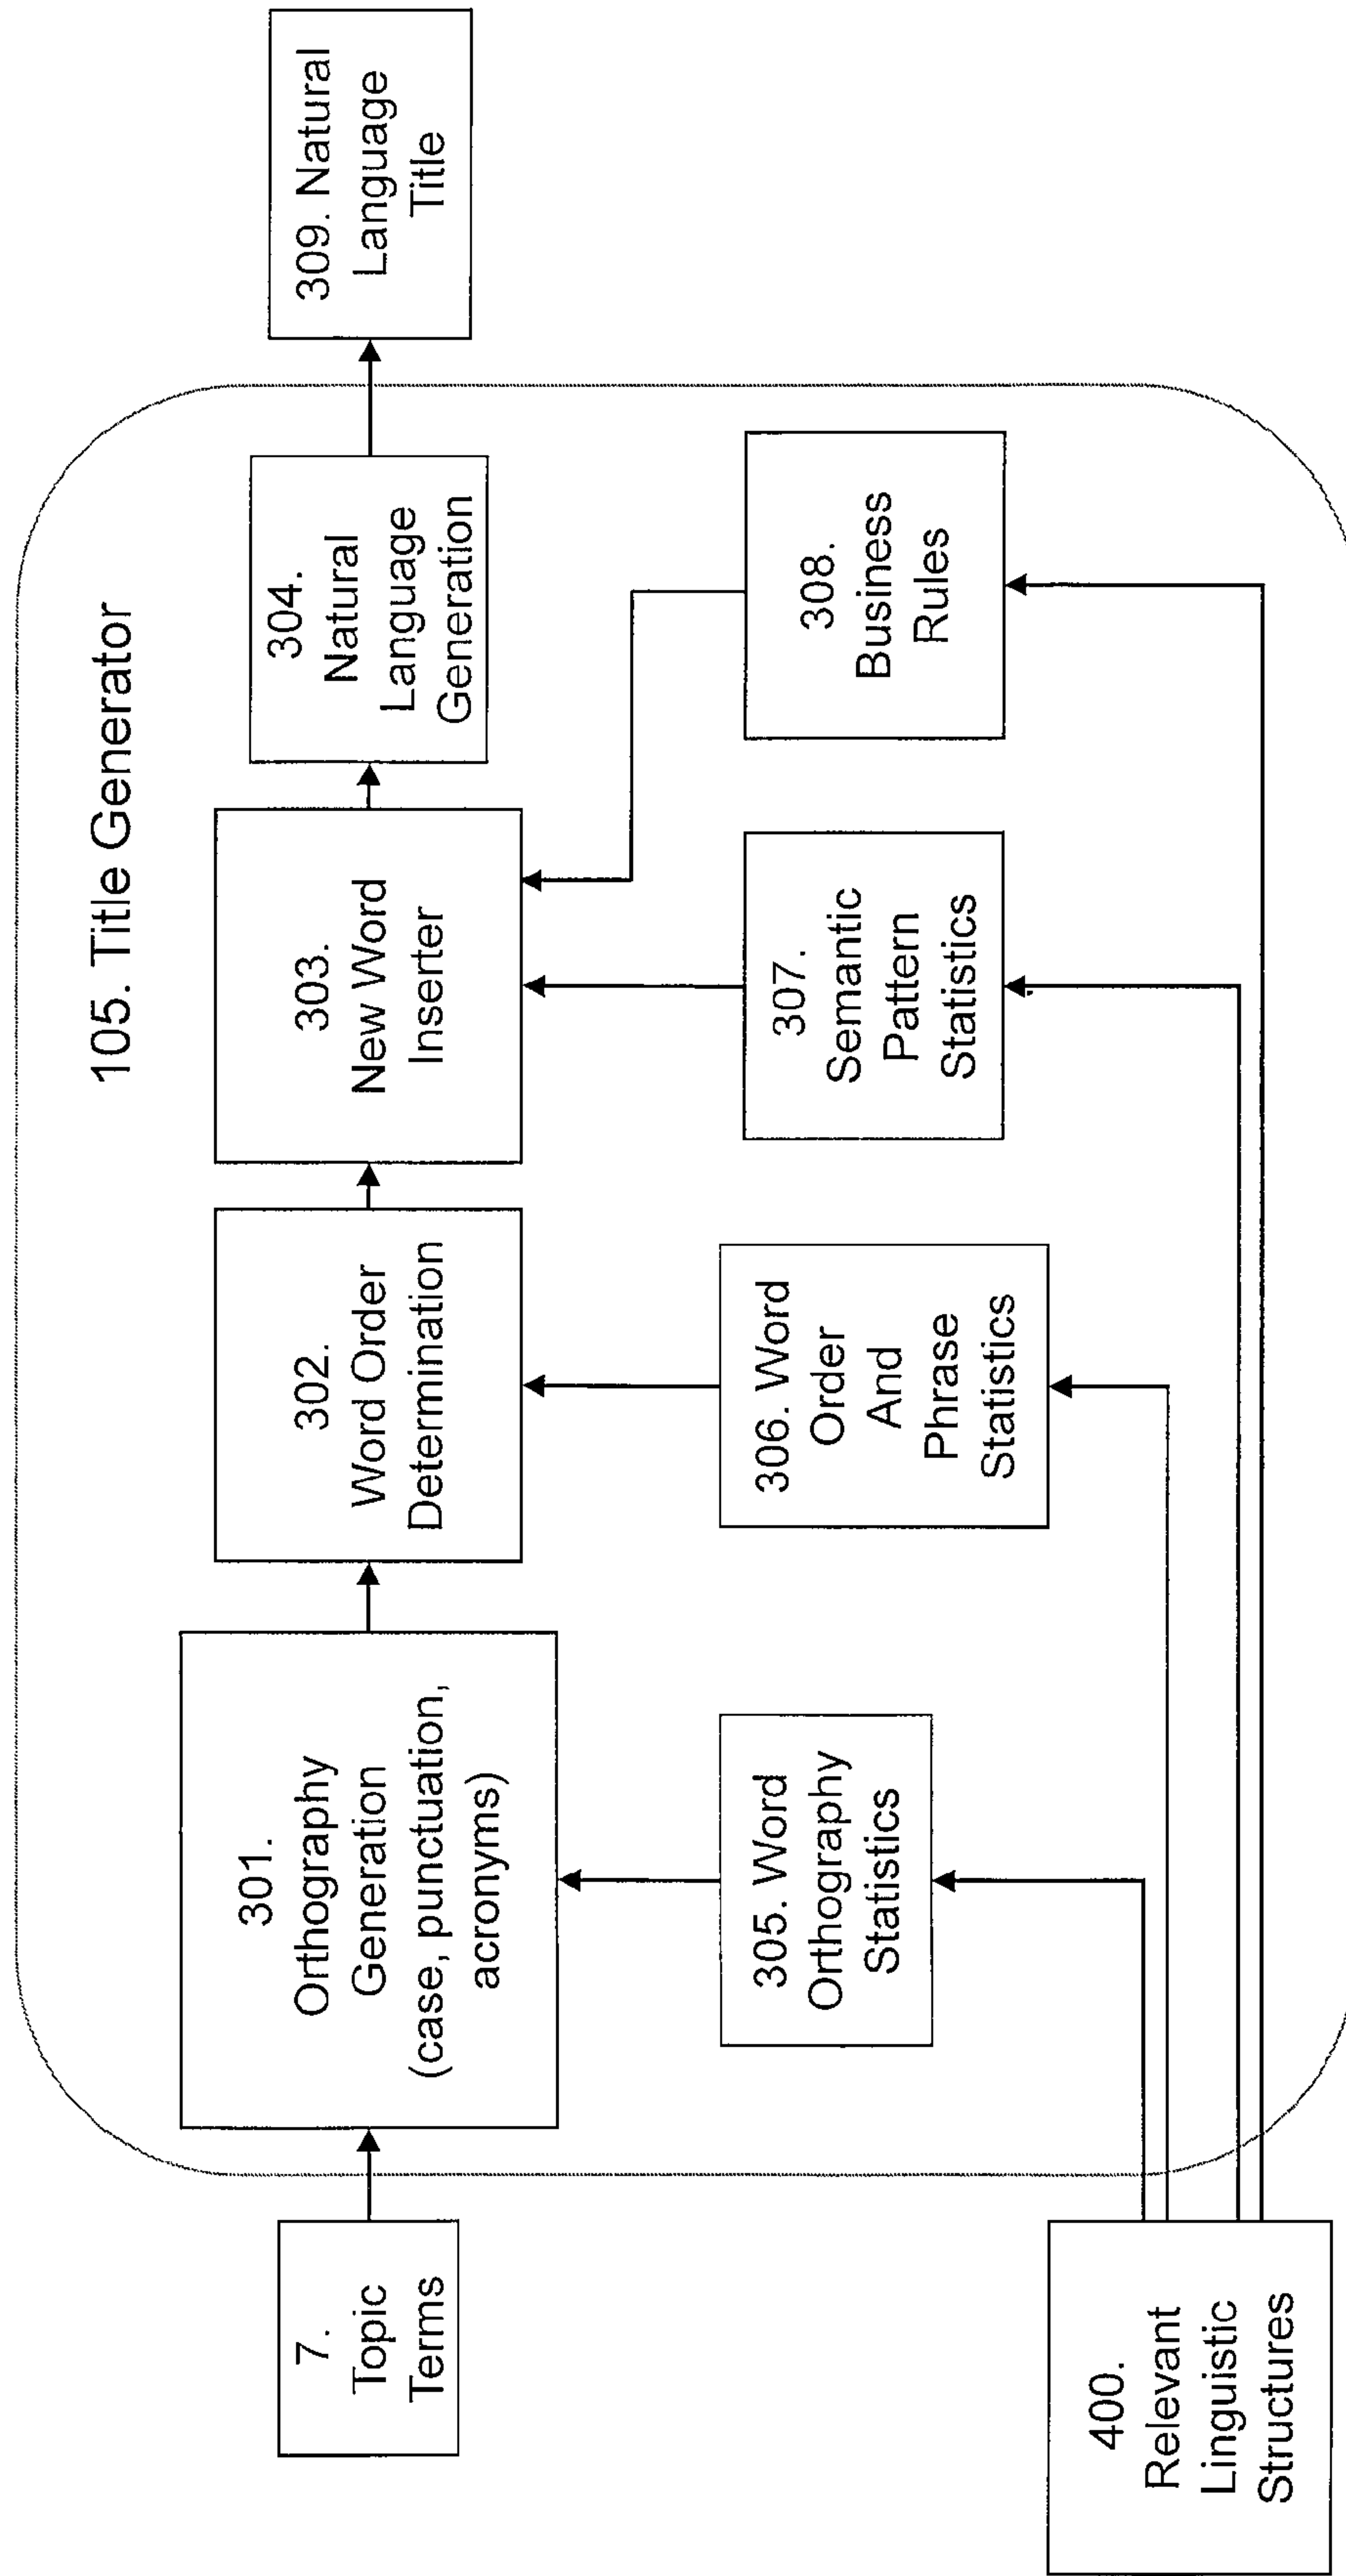 105. Title Generator
7.
Topic
Terms
301.
Orthography
Generation
(case, punctuation,
acronyms)
302.
Word Order
Determination
303.
New Word
Inserter
304.
Natural
Language
Generation
309. Natural
Language
Title
305. Word
Orthography
Statistics
306. Word
Order
And
Phrase
Statistics
307.
Semantic
Pattern
Statistics
308.
Business
Rules
400.
Relevant
Linguistic
Structures